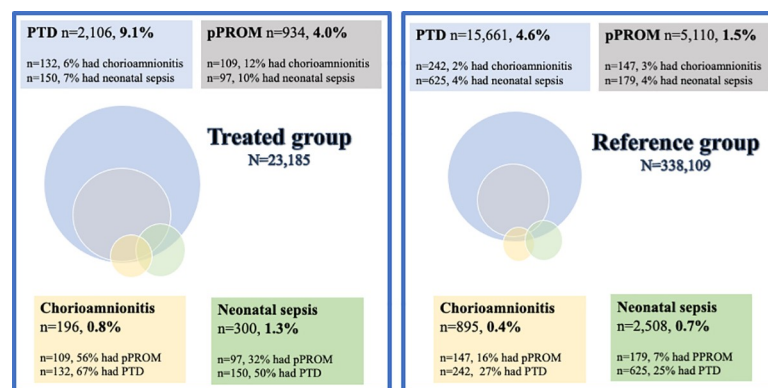 PTD n=2,106, 9.1%
n=132, 6% had chorioamnionitis
n=150, 7% had neonatal sepsis
pPROM n=934, 4.0%
n=109, 12% had chorioamnionitis
n=97, 10% had neonatal sepsis
Treated group
N=23,185
Chorioamnionitis
n=196, 0.8%
n=109, 56% had pPROM
n=132, 67% had PTD
Neonatal sepsis
n=300, 1.3%
n=97, 32% had pPROM
n=150, 50% had PTD
PTD n=15,661, 4.6%
n=242, 2% had chorioamnionitis
n=625, 4% had neonatal sepsis
pPROM n=5,110, 1.5%
n=147, 3% had chorioamnionitis
n=179, 4% had neonatal sepsis
Reference group
N=338,109
Chorioamnionitis
n=895, 0.4%
n=147, 16% had pPROM
n=242, 27% had PTD
Neonatal sepsis
n=2,508, 0.7%
n=179, 7% had PPROM
n=625, 25% had PTD